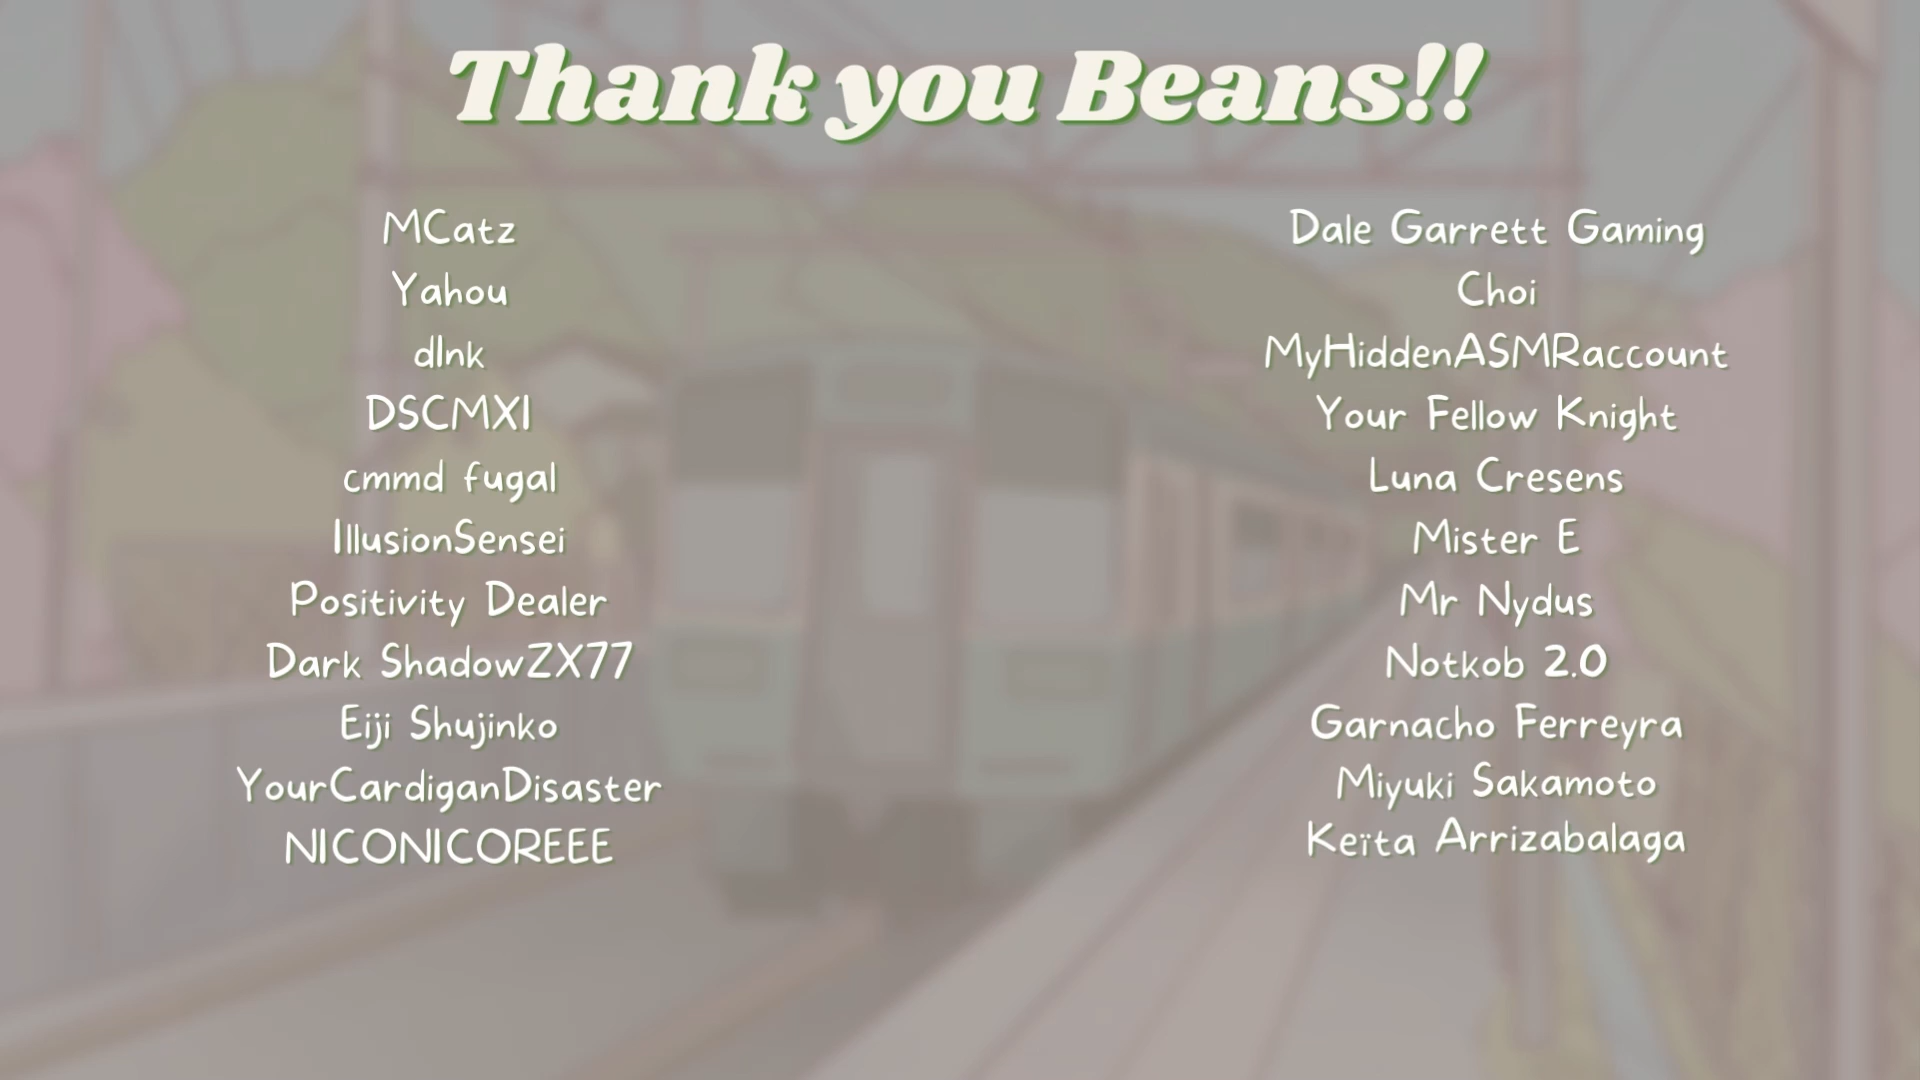 Thank you Beans!!
MCatz
Yahou
dlnk
DSCMXI
cmmd fugal
IllusionSensei
Positivity Dealer
Dark ShadowZX77
Eiji Shujinko
YourCardiganDisaster
NICONICOREEE
Dale Garrett Gaming
Choi
MyHiddenASMRaccount
Your Fellow Knight
Luna Cresens
Mister E
Mr Nydus
Notkob 2.0
Garnacho Ferreyra
Miyuki Sakamoto
Keïta Arrizabalaga